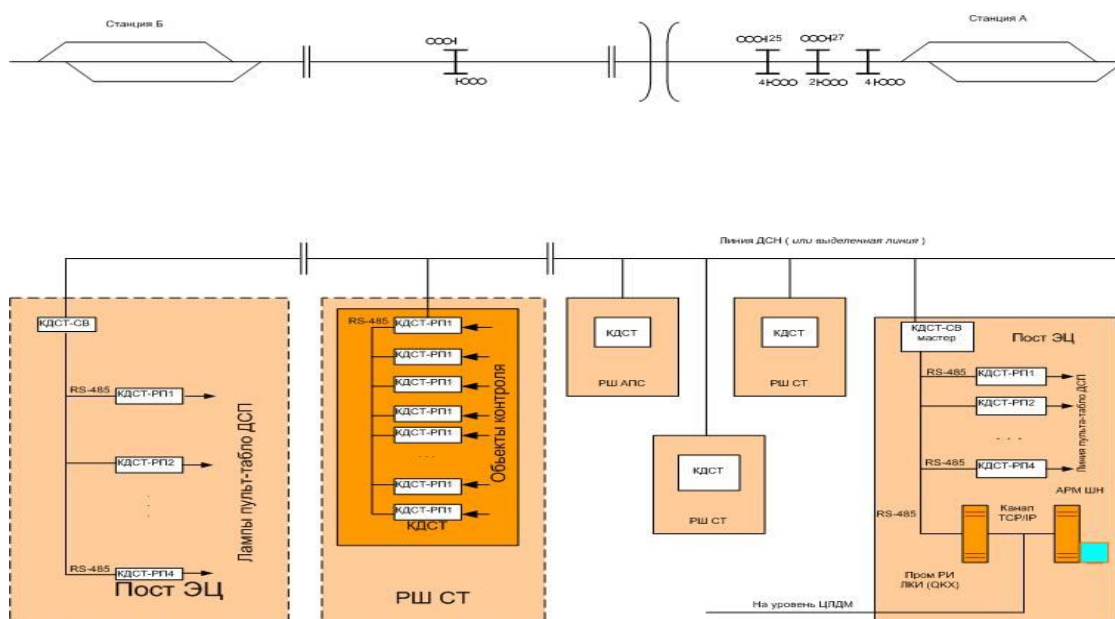 Станция Б
Станция А
25
27
4
2
4
Линия ДСН ( или выделенная линия )
КДСТ-СВ
RS-485
КДСТ-РП1
КДСТ-РП2
RS-485
КДСТ-РП4
Лампы пульт-табло ДСП
Пост ЭЦ
RS-485
КДСТ-РП1
КДСТ-РП1
КДСТ-РП1
КДСТ-РП1
КДСТ-РП1
...
КДСТ-РП1
КДСТ-РП1
КДСТ
Обьекты контроля
РШ СТ
КДСТ
РШ АПС
КДСТ
РШ СТ
КДСТ
РШ СТ
КДСТ-СВ
мастер
Пост ЭЦ
RS-485
КДСТ-РП1
КДСТ-РП2
. . .
RS-485
КДСТ-РП4
Линия пульта-табло ДСП
АРМ ШН
RS-485
Канал
TCP/IP
Пром РИ
ЛКИ (QKX)
На уровень